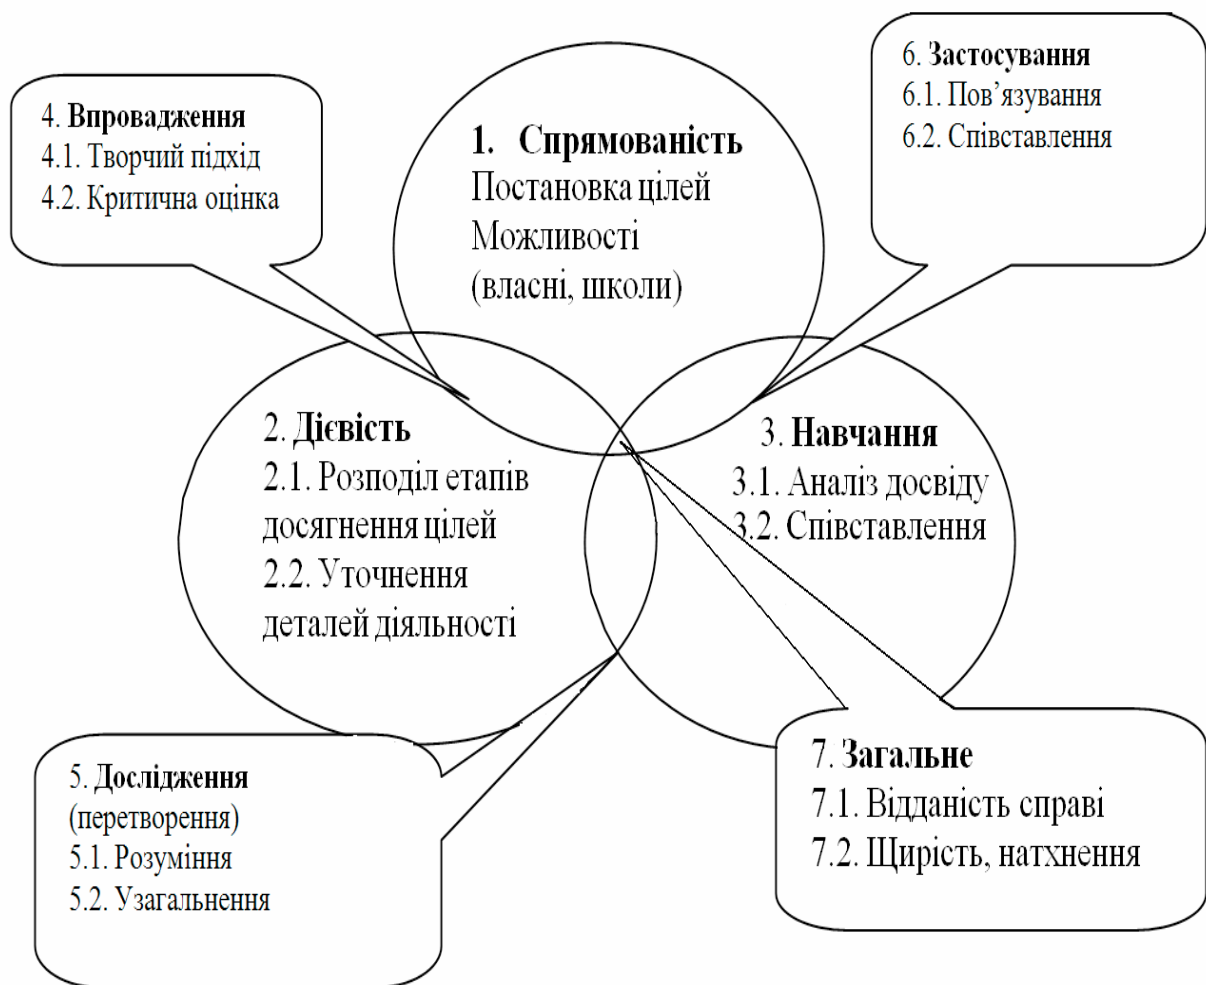 1. Спрямованість
Постановка цілей
Можливості
(власні, школи)
2. Дієвість
2.1. Розподіл етапів
досягнення цілей
2.2. Уточнення
деталей діяльності
3. Навчання
3.1. Аналіз досвіду
3.2. Співставлення
4. Впровадження
4.1. Творчий підхід
4.2. Критична оцінка
5. Дослідження
(перетворення)
5.1. Розуміння
5.2. Узагальнення
6. Застосування
6.1. Пов’язування
6.2. Співставлення
7. Загальне
7.1. Відданість справі
7.2. Щирість, натхнення